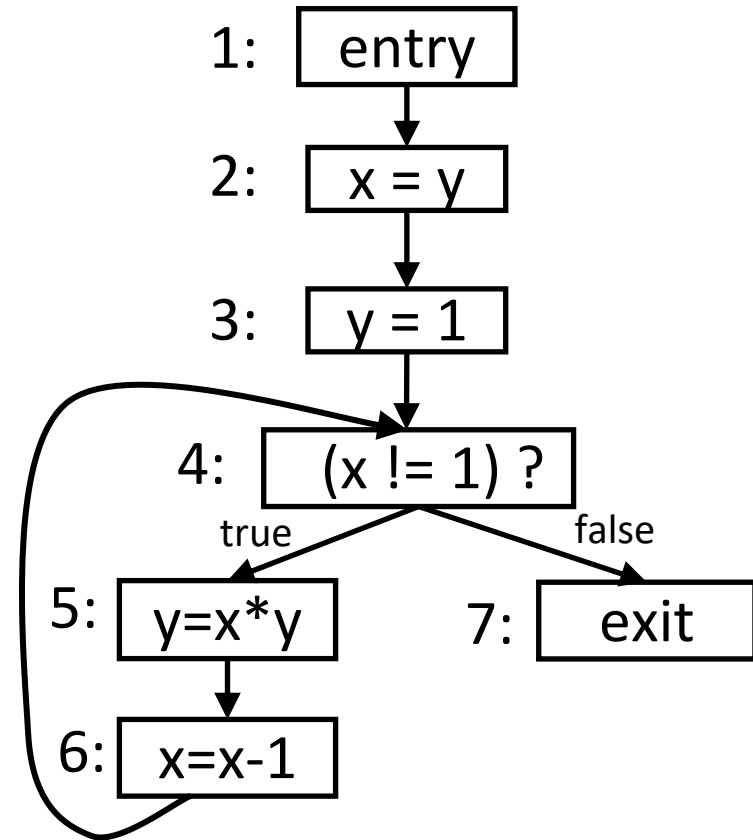 1: entry
2: x = y
3: y = 1
4: (x != 1) ?
true false
5: y=x*y 7: exit
6: x=x-1